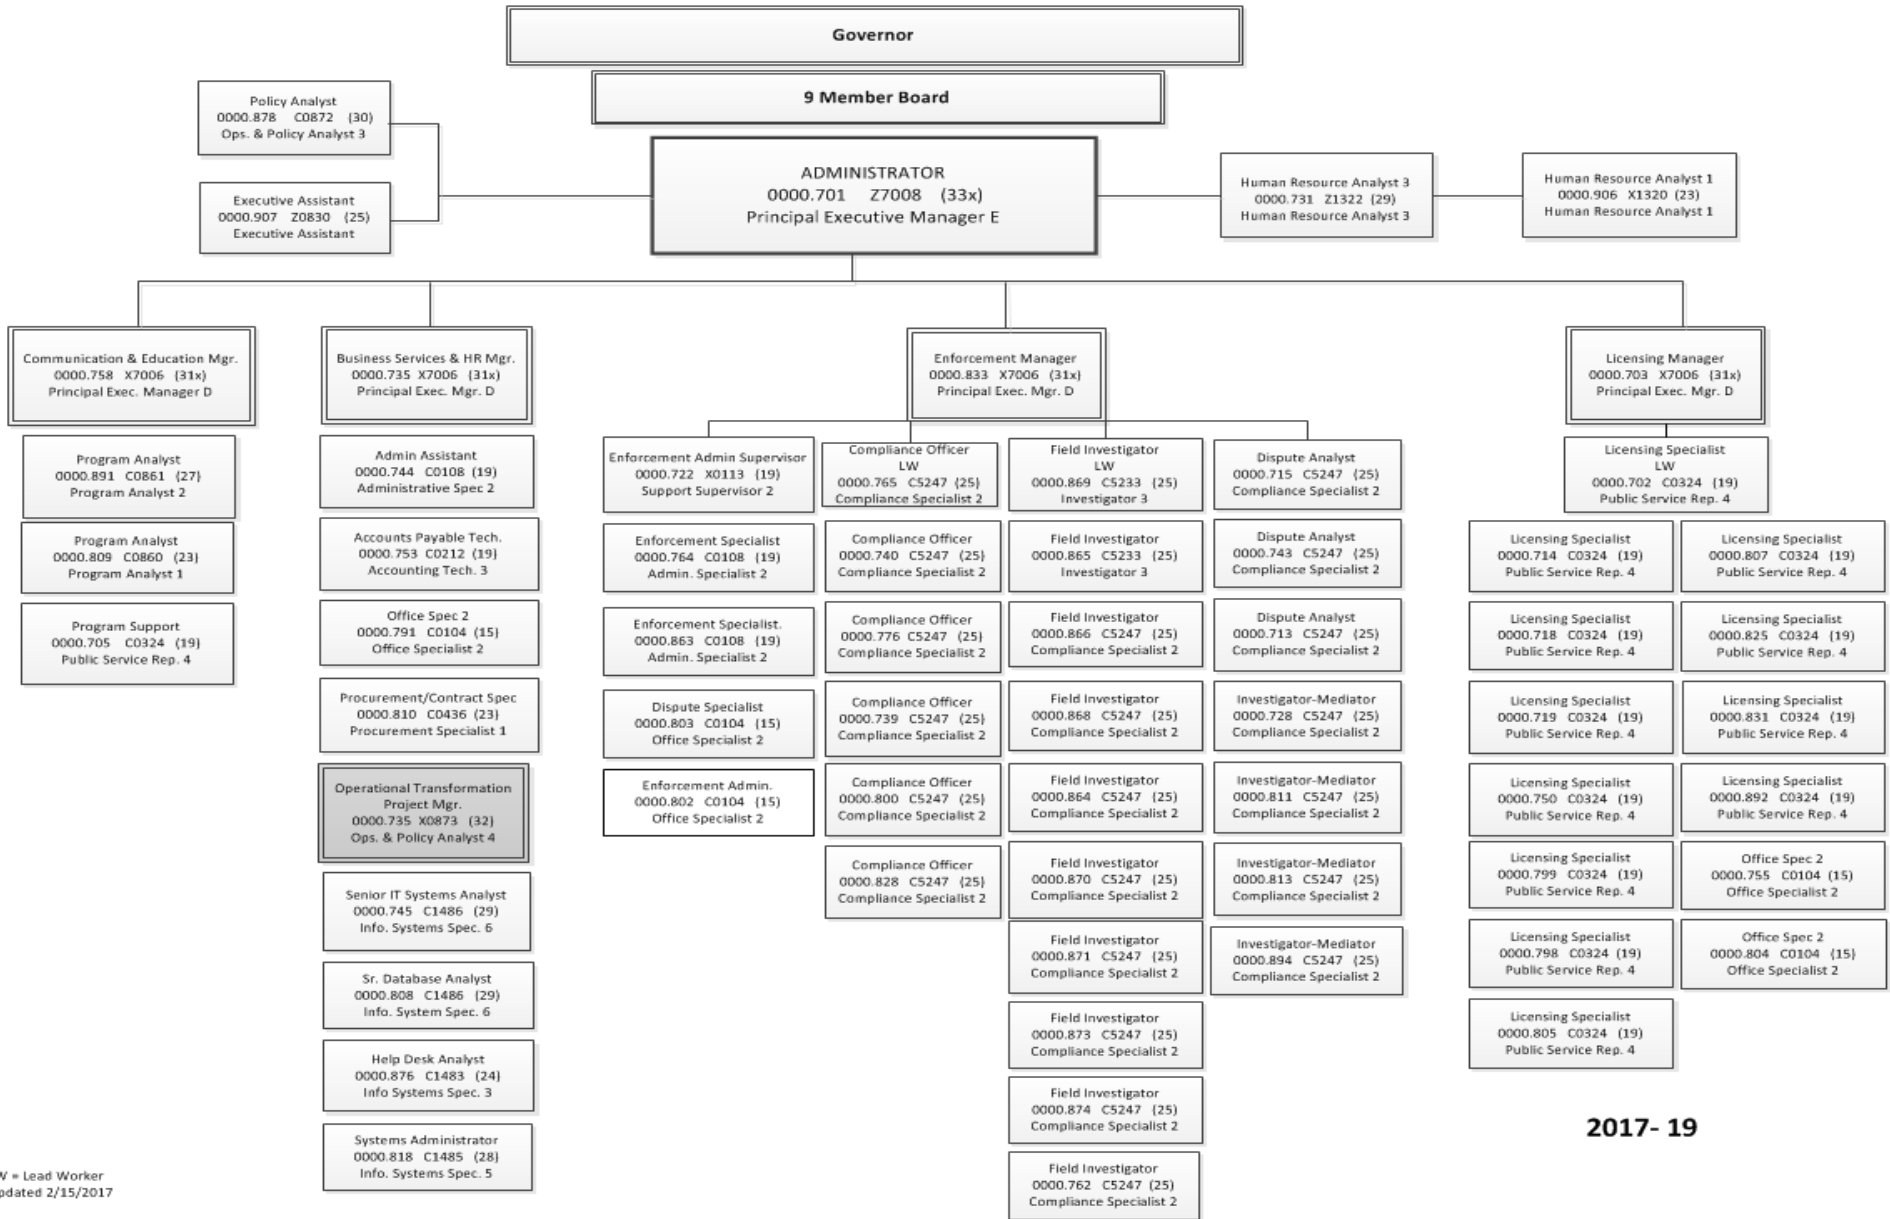 Governor
9 Member Board
Policy Analyst
0000.878 C0872 (30)
Ops. & Policy Analyst 3
Executive Assistant
0000.907 Z0830 (25)
Executive Assistant
ADMINISTRATOR
0000.701 Z7008 (33x)
Principal Executive Manager E
Human Resource Analyst 3
0000.731 Z1322 (29)
Human Resource Analyst 3
Human Resource Analyst 1
0000.906 X1320 (23)
Human Resource Analyst 1
Communication & Education Mgr.
0000.758 X7006 (31x)
Principal Exec. Manager D
Program Analyst
0000.891 C0861 (27)
Program Analyst 2
Program Analyst
0000.809 C0860 (23)
Program Analyst 1
Program Support
0000.705 C0324 (19)
Public Service Rep. 4
Business Services & HR Mgr.
0000.735 X7006 (31x)
Principal Exec. Mgr. D
Admin Assistant
0000.744 C0108 (19)
Administrative Spec 2
Accounts Payable Tech.
0000.753 C0212 (19)
Accounting Tech. 3
Office Spec 2
0000.791 C0104 (15)
Office Specialist 2
Procurement/Contract Spec
0000.810 C0436 (23)
Procurement Specialist 1
Operational Transformation
Project Mgr.
0000.735 X0873 (32)
Ops. & Policy Analyst 4
Senior IT Systems Analyst
0000.745 C1486 (29)
Info. Systems Spec. 6
Sr. Database Analyst
0000.808 C1486 (29)
Info. System Spec. 6
Help Desk Analyst
0000.876 C1483 (24)
Info Systems Spec. 3
Systems Administrator
0000.818 C1485 (28)
Info. Systems Spec. 5
Enforcement Manager
0000.833 X7006 (31x)
Principal Exec. Mgr. D
Enforcement Admin Supervisor
0000.722 X0113 (19)
Support Supervisor 2
Enforcement Specialist
0000.764 C0108 (19)
Admin. Specialist 2
Enforcement Specialist.
0000.863 C0108 (19)
Admin. Specialist 2
Dispute Specialist
0000.803 C0104 (15)
Office Specialist 2
Enforcement Admin.
0000.802 C0104 (15)
Office Specialist 2
Compliance Officer
LW
0000.765 C5247 (25)
Compliance Specialist 2
Compliance Officer
0000.740 C5247 (25)
Compliance Specialist 2
Compliance Officer
0000.776 C5247 (25)
Compliance Specialist 2
Compliance Officer
0000.739 C5247 (25)
Compliance Specialist 2
Compliance Officer
0000.800 C5247 (25)
Compliance Specialist 2
Compliance Officer
0000.828 C5247 (25)
Compliance Specialist 2
Field Investigator
LW
0000.869 C5233 (25)
Investigator 3
Field Investigator
0000.865 C5233 (25)
Investigator 3
Field Investigator
0000.866 C5247 (25)
Compliance Specialist 2
Field Investigator
0000.868 C5247 (25)
Compliance Specialist 2
Field Investigator
0000.864 C5247 (25)
Compliance Specialist 2
Field Investigator
0000.870 C5247 (25)
Compliance Specialist 2
Field Investigator
0000.871 C5247 (25)
Compliance Specialist 2
Field Investigator
0000.873 C5247 (25)
Compliance Specialist 2
Field Investigator
0000.874 C5247 (25)
Compliance Specialist 2
Field Investigator
0000.762 C5247 (25)
Compliance Specialist 2
Dispute Analyst
0000.715 C5247 (25)
Compliance Specialist 2
Dispute Analyst
0000.743 C5247 (25)
Compliance Specialist 2
Dispute Analyst
0000.713 C5247 (25)
Compliance Specialist 2
Investigator-Mediator
0000.728 C5247 (25)
Compliance Specialist 2
Investigator-Mediator
0000.811 C5247 (25)
Compliance Specialist 2
Investigator-Mediator
0000.813 C5247 (25)
Compliance Specialist 2
Investigator-Mediator
0000.894 C5247 (25)
Compliance Specialist 2
Licensing Manager
0000.703 X7006 (31x)
Principal Exec. Mgr. D
Licensing Specialist
LW
0000.702 C0324 (19)
Public Service Rep. 4
Licensing Specialist
0000.714 C0324 (19)
Public Service Rep. 4
Licensing Specialist
0000.718 C0324 (19)
Public Service Rep. 4
Licensing Specialist
0000.719 C0324 (19)
Public Service Rep. 4
Licensing Specialist
0000.750 C0324 (19)
Public Service Rep. 4
Licensing Specialist
0000.799 C0324 (19)
Public Service Rep. 4
Licensing Specialist
0000.798 C0324 (19)
Public Service Rep. 4
Licensing Specialist
0000.805 C0324 (19)
Public Service Rep. 4
Licensing Specialist
0000.807 C0324 (19)
Public Service Rep. 4
Licensing Specialist
0000.825 C0324 (19)
Public Service Rep. 4
Licensing Specialist
0000.831 C0324 (19)
Public Service Rep. 4
Licensing Specialist
0000.892 C0324 (19)
Public Service Rep. 4
Office Spec 2
0000.755 C0104 (15)
Office Specialist 2
Office Spec 2
0000.804 C0104 (15)
Office Specialist 2
2017- 19
W = Lead Worker
pdated 2/15/2017